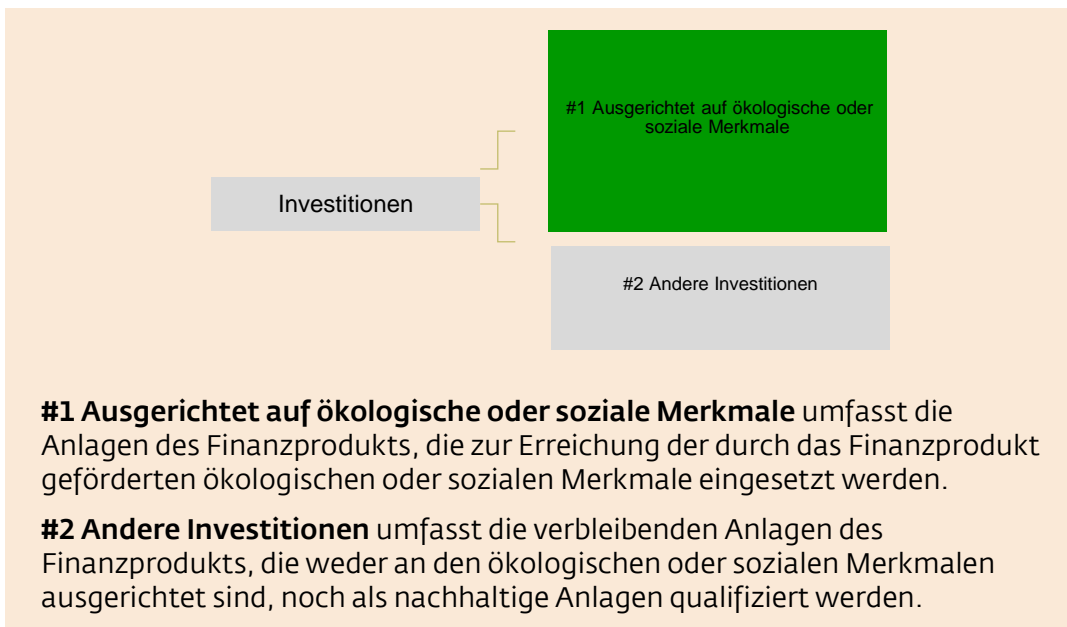 #1 Ausgerichtet auf ökologische oder
soziale Merkmale
Investitionen
#2 Andere Investitionen
#1 Ausgerichtet auf ökologische oder soziale Merkmale umfasst die
Anlagen des Finanzprodukts, die zur Erreichung der durch das Finanzprodukt
geförderten ökologischen oder sozialen Merkmale eingesetzt werden.
#2 Andere Investitionen umfasst die verbleibenden Anlagen des
Finanzprodukts, die weder an den ökologischen oder sozialen Merkmalen
ausgerichtet sind, noch als nachhaltige Anlagen qualifiziert werden.